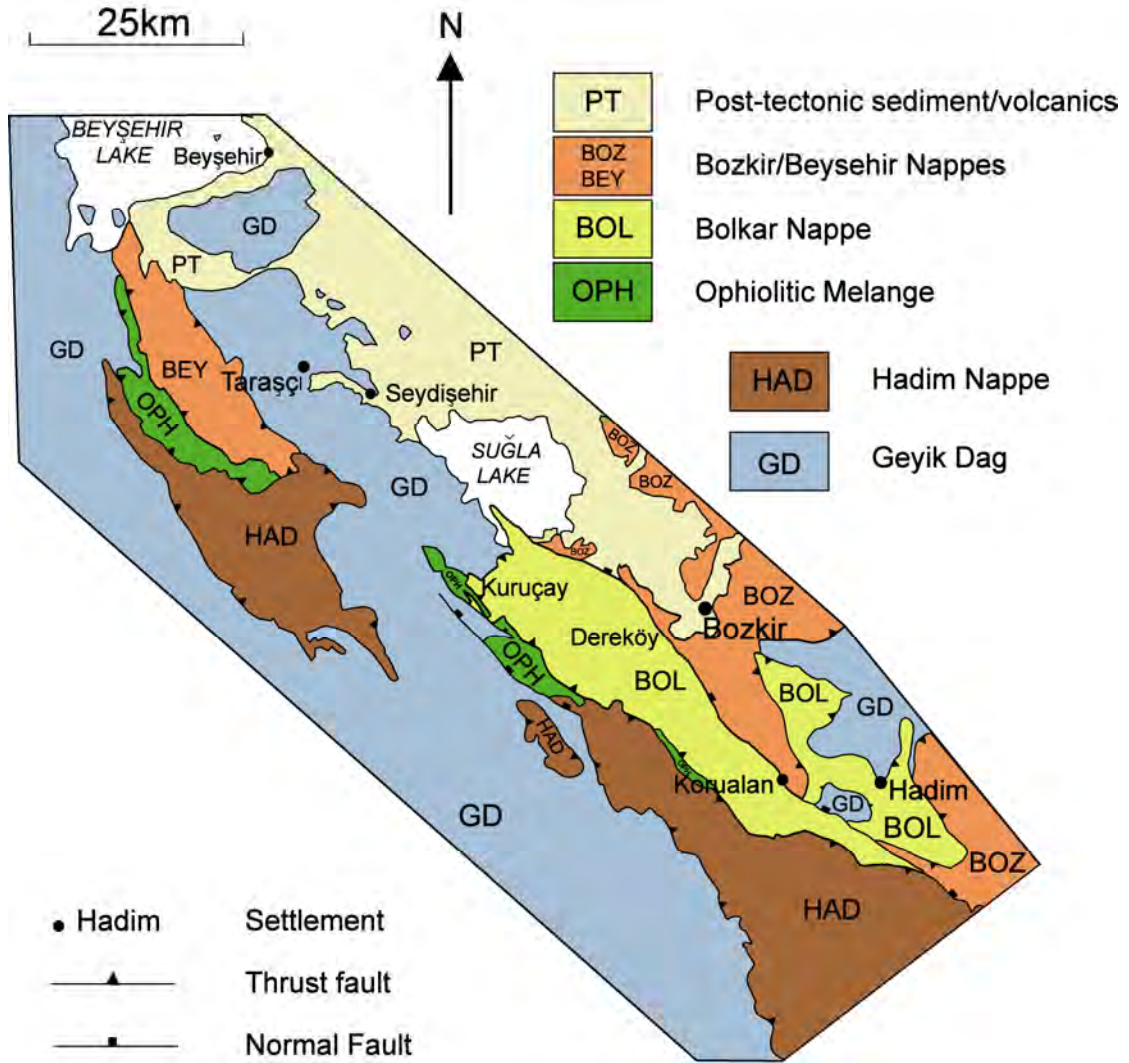 25km
N
PT
Post-tectonic sediment/volcanics
BOZ
BEY
Bozkir/Beysehir Nappes
BOL
Bolkar Nappe
OPH
Ophiolitic Melange
HAD
Hadim Nappe
GD
Geyik Dag
BEYŞEHIR
LAKE
Beyşehir
GD
PT
GD
BEY
PT
Taraşçı
Seydişehir
OPH
SUĞLA
LAKE
BOZ
BOZ
GD
HAD
BOZ
OPH
Kuruçay
BOZ
Bozkir
Dereköy
OPH
BOL
BOL
GD
HAD
OPH
Korualan
Hadim
GD
GD
BOL
BOZ
HAD
Hadim
Settlement
Thrust fault
Normal Fault